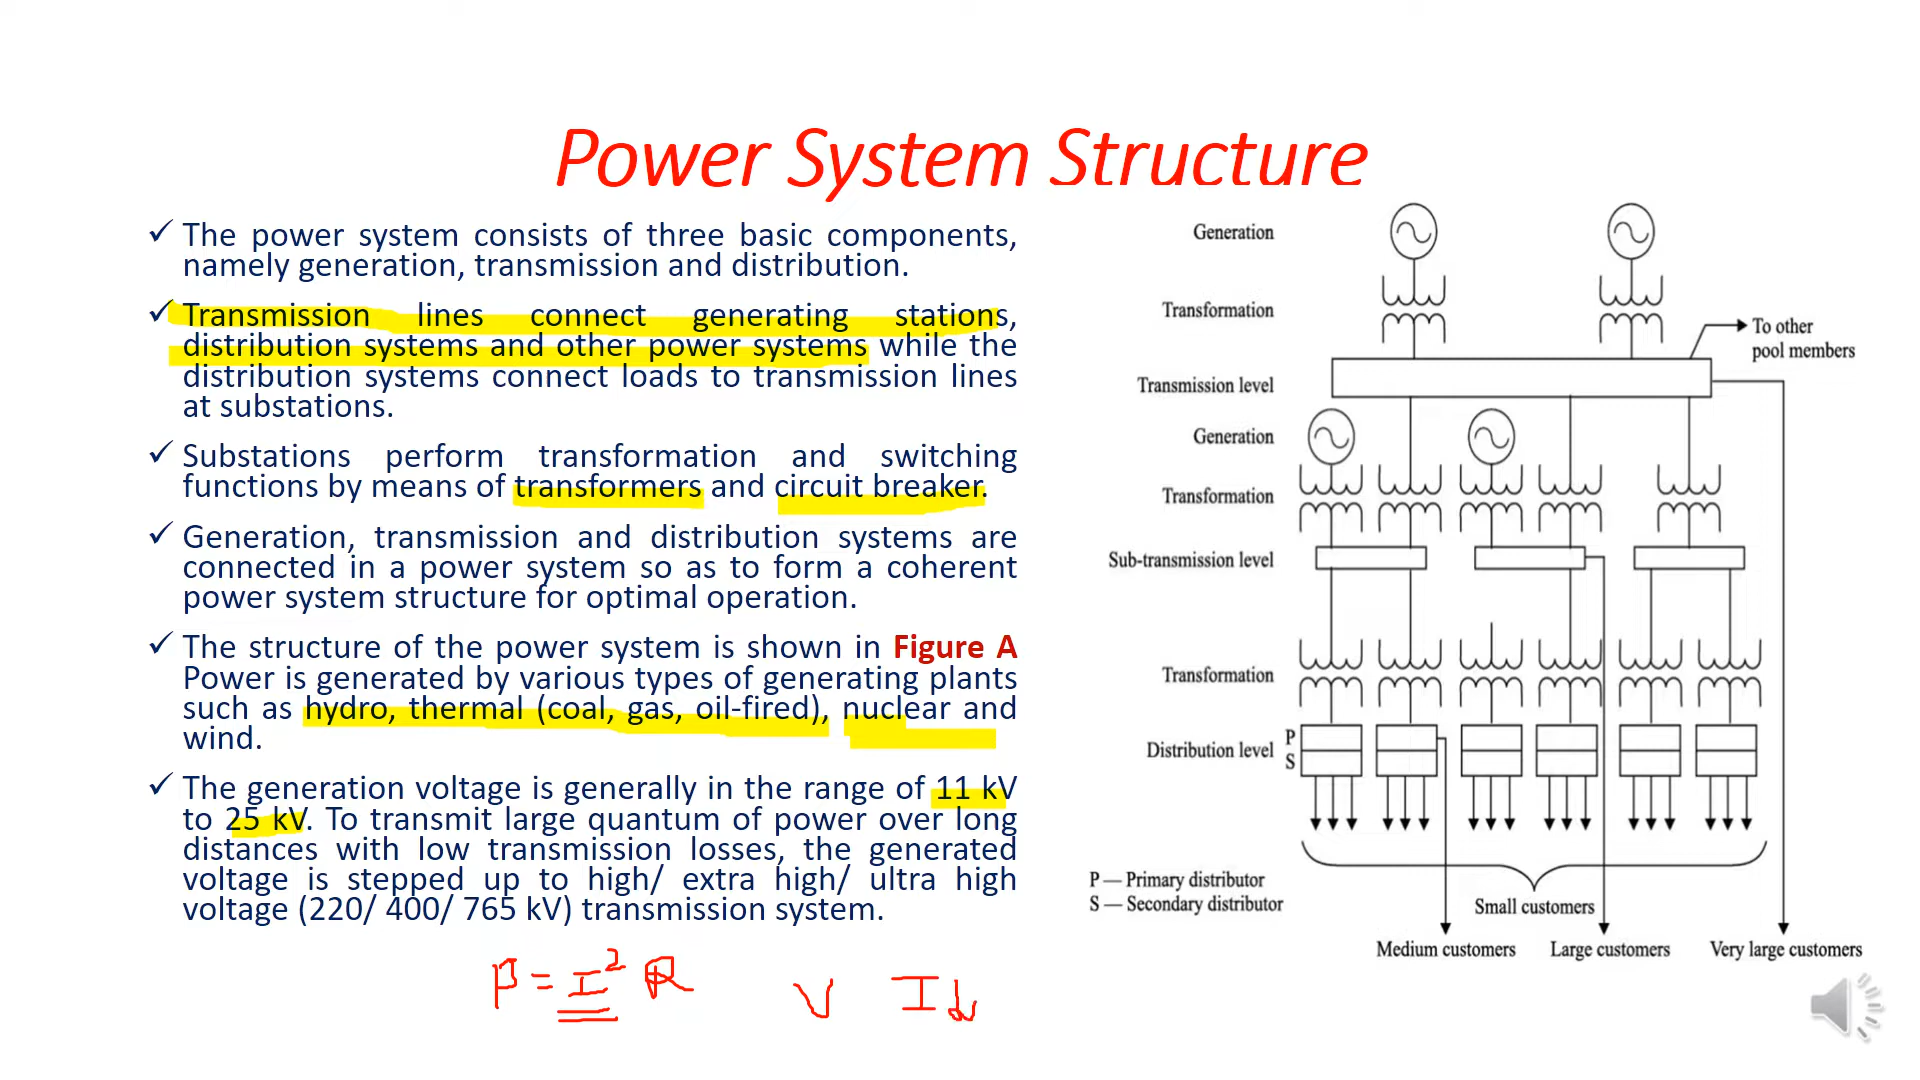 Power System Structure
✓ The power system consists of three basic components,
namely generation, transmission and distribution.
✓ Transmission lines connect generating stations,
distribution systems and other power systems while the
distribution systems connect loads to transmission lines
at substations.
✓ Substations perform transformation and switching
functions by means of transformers and circuit breaker.
✓ Generation, transmission and distribution systems are
connected in a power system so as to form a coherent
power system structure for optimal operation.
✓ The structure of the power system is shown in Figure A
Power is generated by various types of generating plants
such as hydro, thermal (coal, gas, oil-fired), nuclear and
wind.
✓ The generation voltage is generally in the range of 11 kV
to 25 kV. To transmit large quantum of power over long
distances with low transmission losses, the generated
voltage is stepped up to high/ extra high/ ultra high
voltage (220/ 400/ 765 kV) transmission system.
P = I² R V I↓
Generation
Transformation
To other
pool members
Transmission level
Generation
Transformation
Sub-transmission level
Transformation
Distribution level P
S
P — Primary distributor
S — Secondary distributor
Small customers
Medium customers Large customers Very large customers